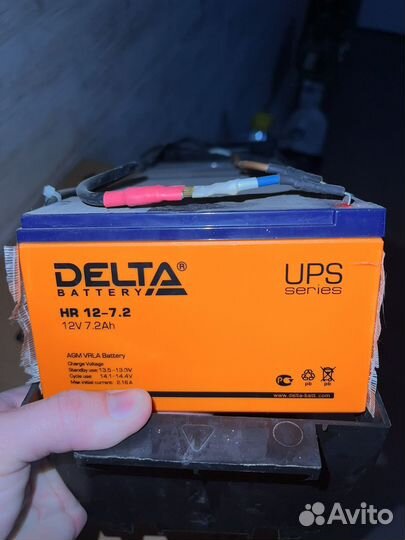 DELTA®
BATTERY
UPS
series
HR 12-7.2
12V 7.2Ah
AGM VRLA Battery
Charge Voltage
Standby use: 13.5-13.8V
Cycle use: 14.1-14.4V
Max initial current: 2.16A
Pb
Pb
www.delta-batt.com
Avito